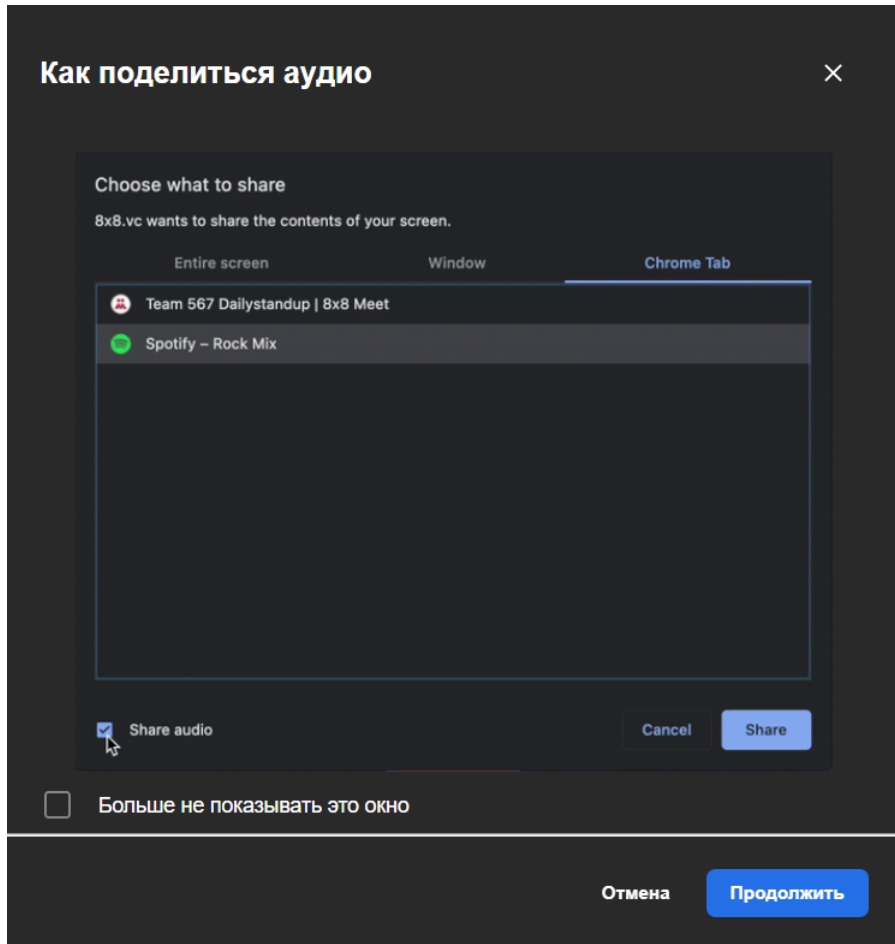 Как поделиться аудио
Choose what to share
8x8.vc wants to share the contents of your screen.
Entire screen Window Chrome Tab
Team 567 Dailystandup | 8x8 Meet
Spotify – Rock Mix
Share audio Cancel Share
Больше не показывать это окно
Отмена Продолжить